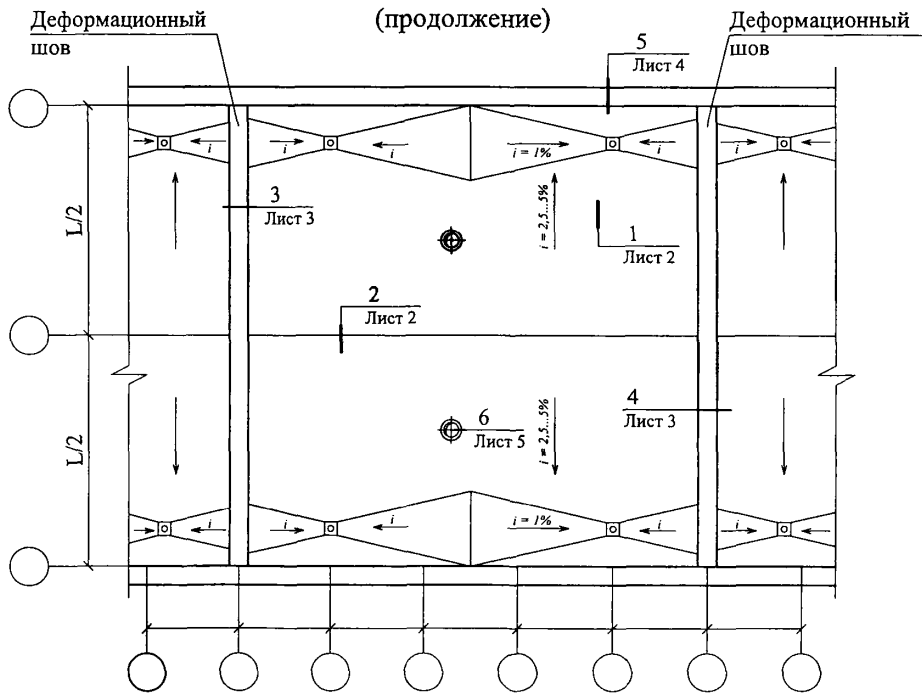 (продолжение)
Деформационный
шов
Деформационный
шов
5
Лист 4
i
i
i
i = 1%
i
i
i
3
Лист 3
i = 2,5...5%
1
Лист 2
L/2
2
Лист 2
4
Лист 3
6
Лист 5
i = 2,5...5%
L/2
i
i
i
i = 1%
i
i
i